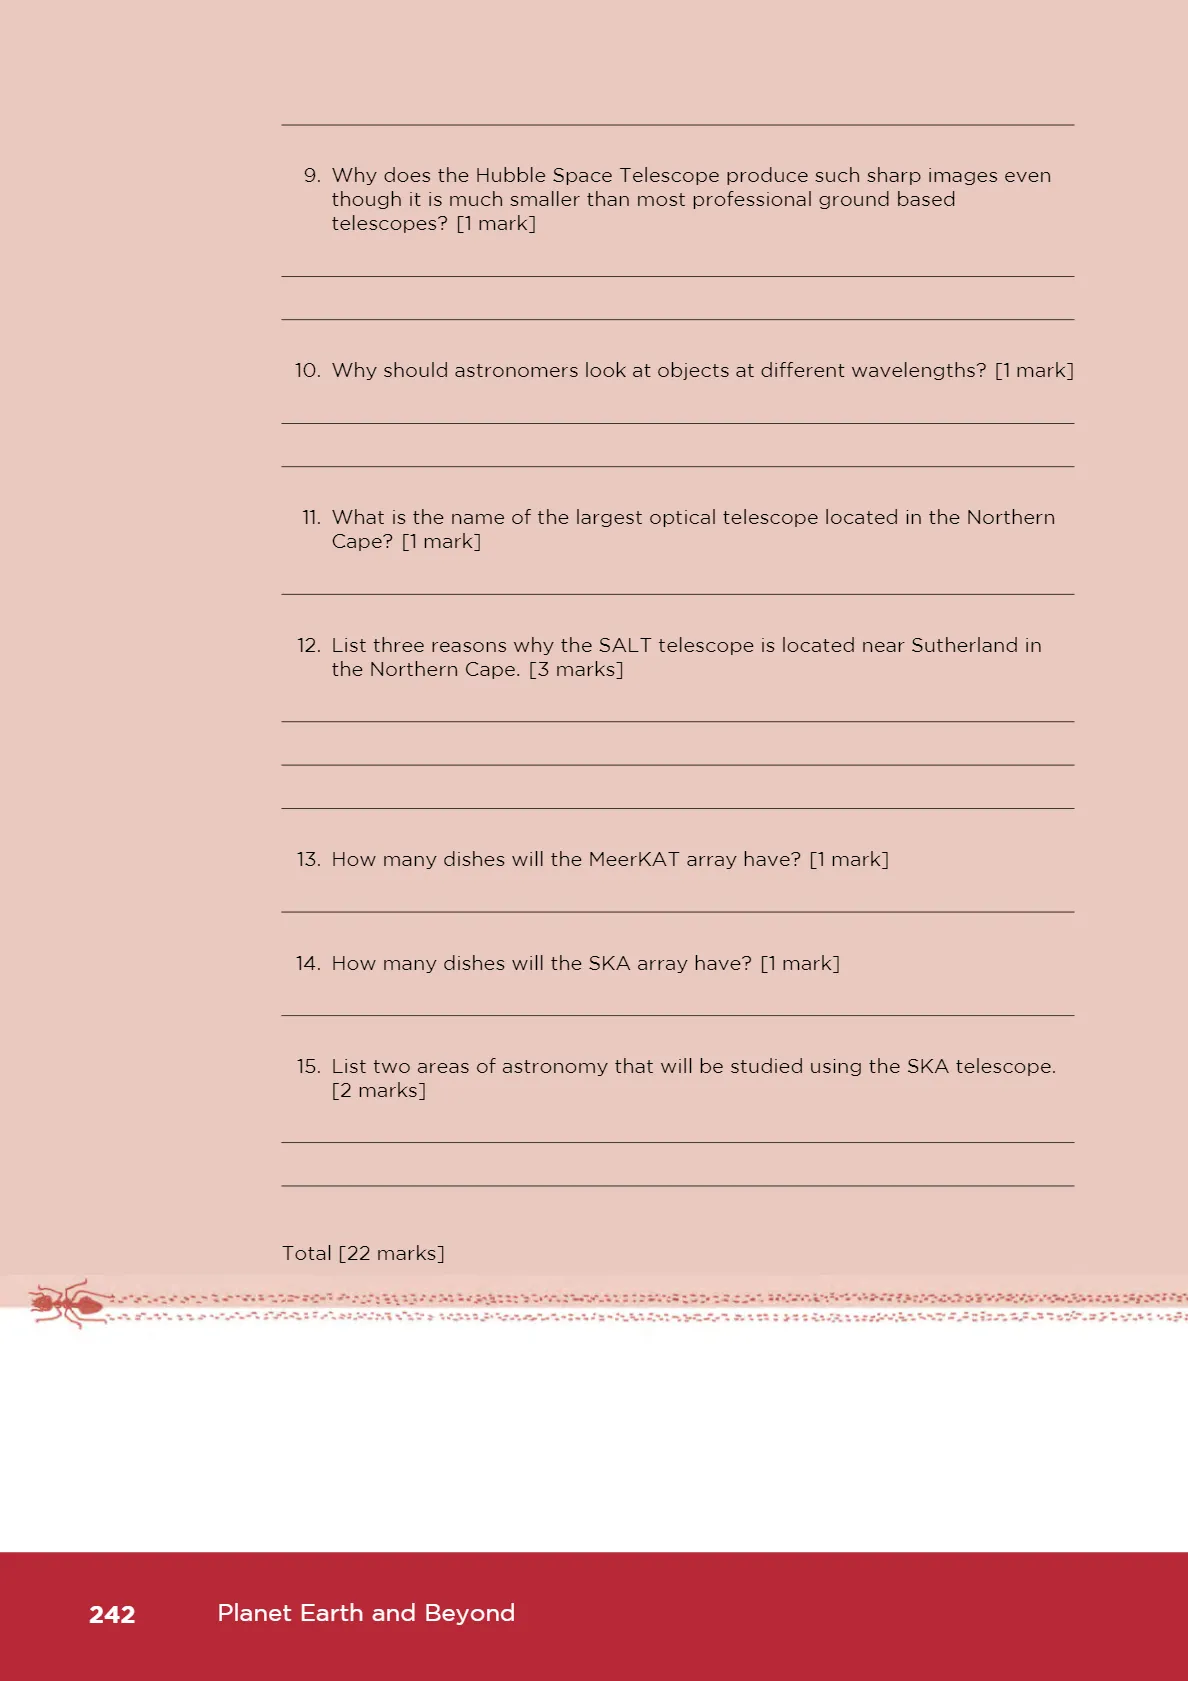 9. Why does the Hubble Space Telescope produce such sharp images even
though it is much smaller than most professional ground based
telescopes? [1 mark]
10. Why should astronomers look at objects at different wavelengths? [1 mark]
11. What is the name of the largest optical telescope located in the Northern
Cape? [1 mark]
12. List three reasons why the SALT telescope is located near Sutherland in
the Northern Cape. [3 marks]
13. How many dishes will the MeerKAT array have? [1 mark]
14. How many dishes will the SKA array have? [1 mark]
15. List two areas of astronomy that will be studied using the SKA telescope.
[2 marks]
Total [22 marks]
242 Planet Earth and Beyond